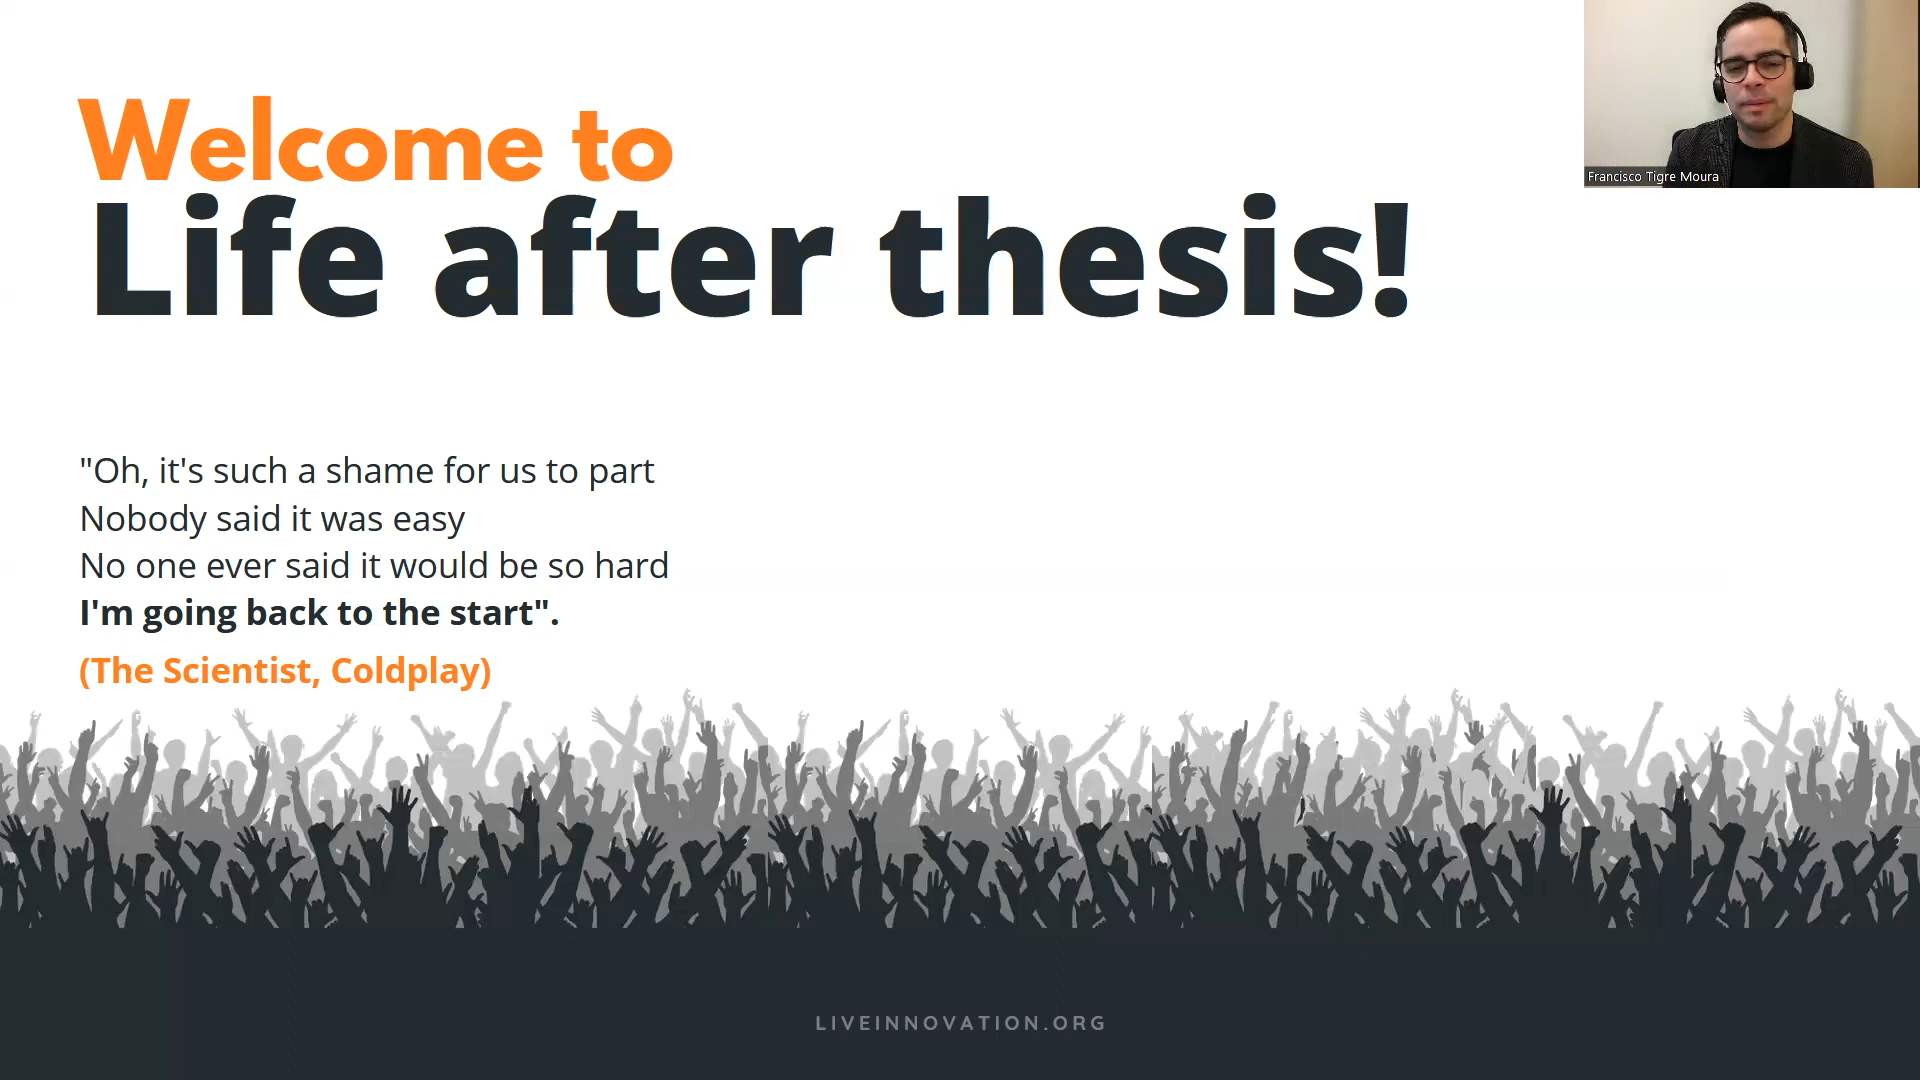 Welcome to
Life after thesis!
Francisco Tigre Moura
"Oh, it's such a shame for us to part
Nobody said it was easy
No one ever said it would be so hard
I'm going back to the start".
(The Scientist, Coldplay)
LIVEINNOVATION.ORG